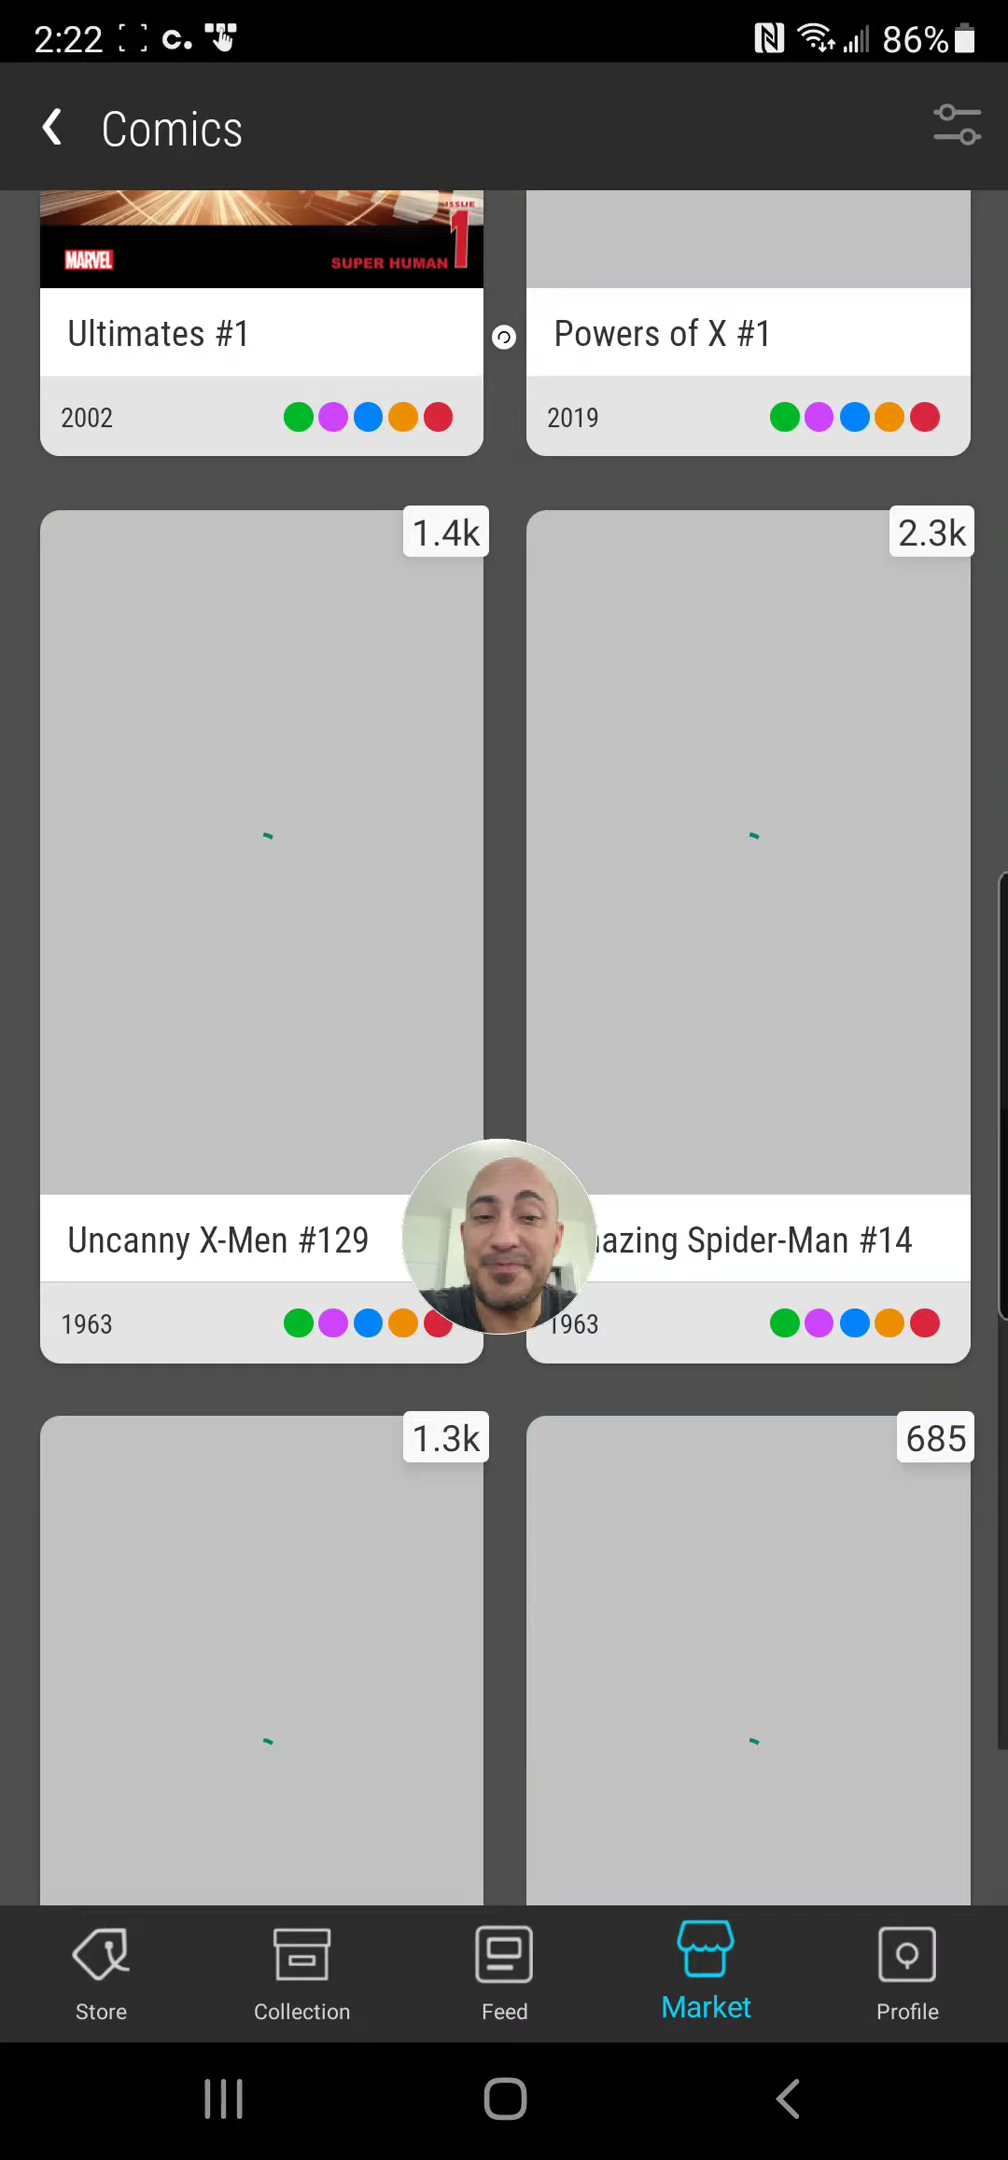 2:22 c. 86%
Comics
ISSUE
1
MARVEL SUPER HUMAN
Ultimates #1
Powers of X #1
2002
2019
1.4k
2.3k
Uncanny X-Men #129
azing Spider-Man #14
1963
1963
1.3k
685
Store
Collection
Feed
Market
Profile